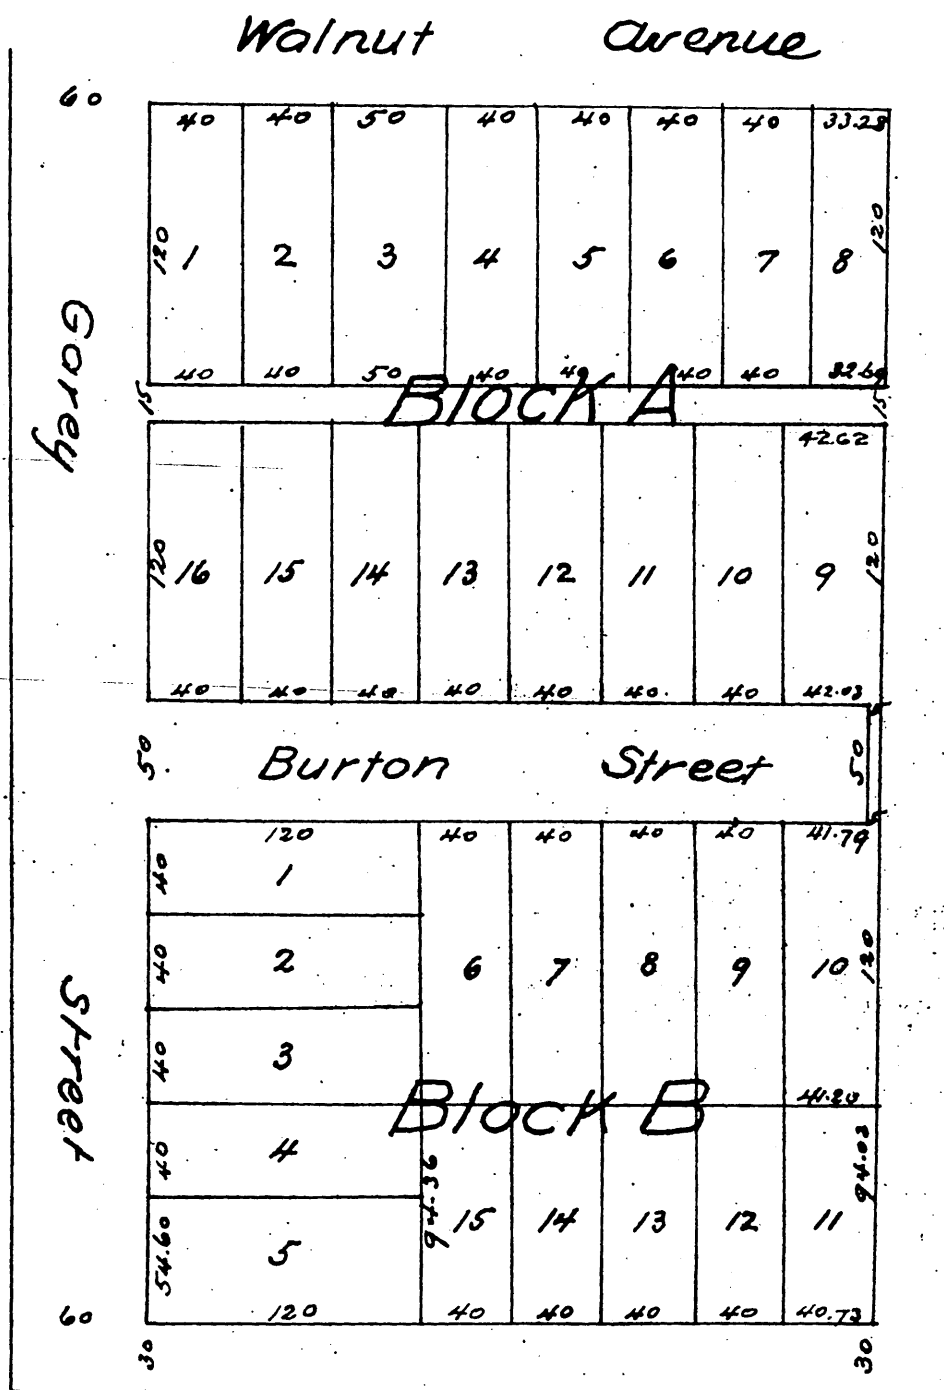 Walnut Avenue
60
40 40 50 40 40 40 40 33.28
120 1 2 3 4 5 6 7 8 120
40 40 50 40 40 40 40 32.69
Gorey
15 Block A 15
42.62
120 16 15 14 13 12 11 10 9 120
40 40 40 40 40 40 40 42.03
50 Burton Street 50
120 40 40 40 40 41.79
40 1
40 2 6 7 8 9 10 120
Street
40 3
41.20
Block B
40 4
94.36 94.03
15 14 13 12 11
54.60 5
60 120 40 40 40 40 40.73
30 30